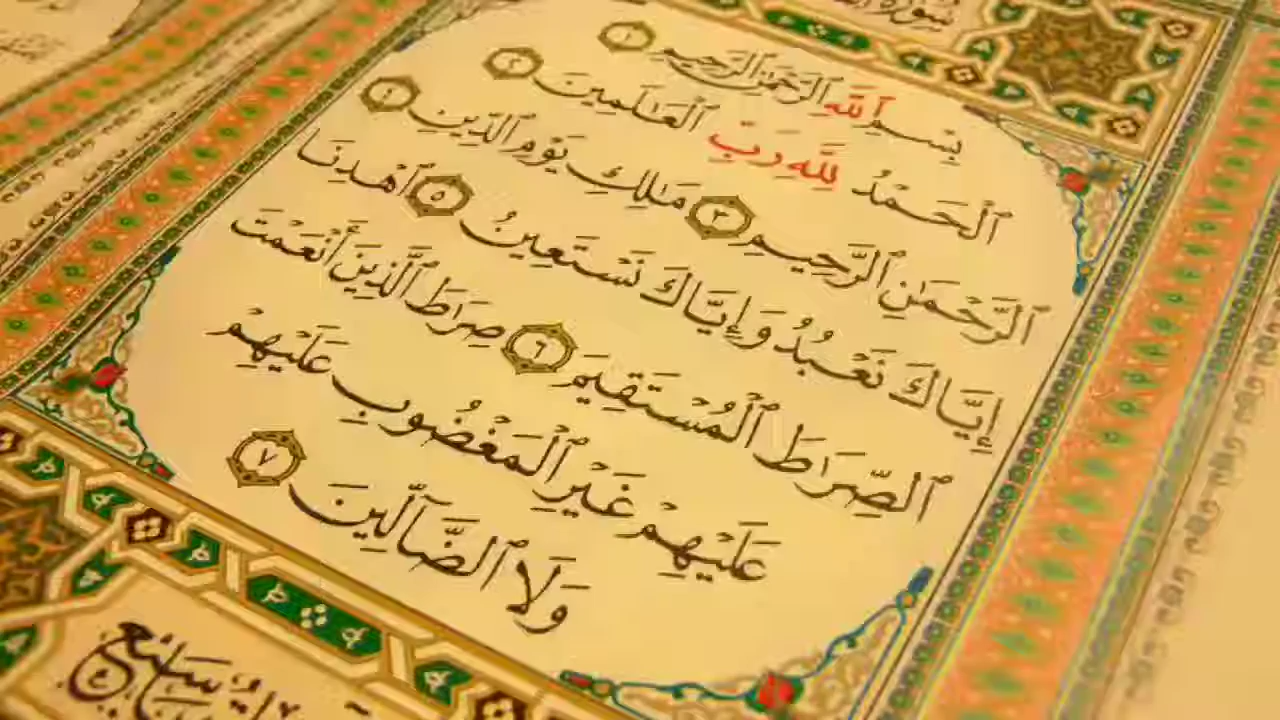 سورة
بِسْمِ ٱللَّهِ ٱلرَّحْمَٰنِ ٱلرَّحِيمِ ١
ٱلْحَمْدُ لِلَّهِ رَبِّ ٱلْعَٰلَمِينَ ٢
ٱلرَّحْمَٰنِ ٱلرَّحِيمِ ٣ مَٰلِكِ يَوْمِ ٱلدِّينِ ٤
إِيَّاكَ نَعْبُدُ وَإِيَّاكَ نَسْتَعِينُ ٥ ٱهْدِنَا
ٱلصِّرَٰطَ ٱلْمُسْتَقِيمَ ٦ صِرَٰطَ ٱلَّذِينَ أَنْعَمْتَ
عَلَيْهِمْ غَيْرِ ٱلْمَغْضُوبِ عَلَيْهِمْ
وَلَا ٱلضَّآلِّينَ ٧